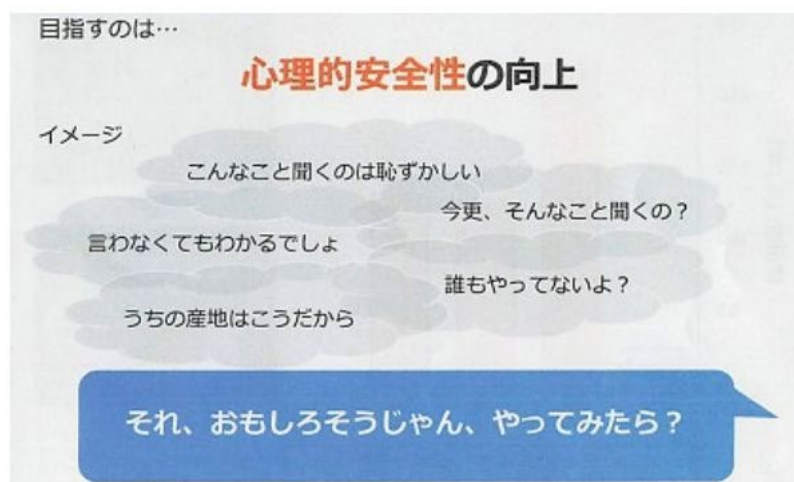 目指すのは…
心理的安全性の向上
イメージ
こんなこと聞くのは恥ずかしい
今更、そんなこと聞くの？
言わなくてもわかるでしょ
誰もやってないよ？
うちの産地はこうだから
それ、おもしろそうじゃん、やってみたら？